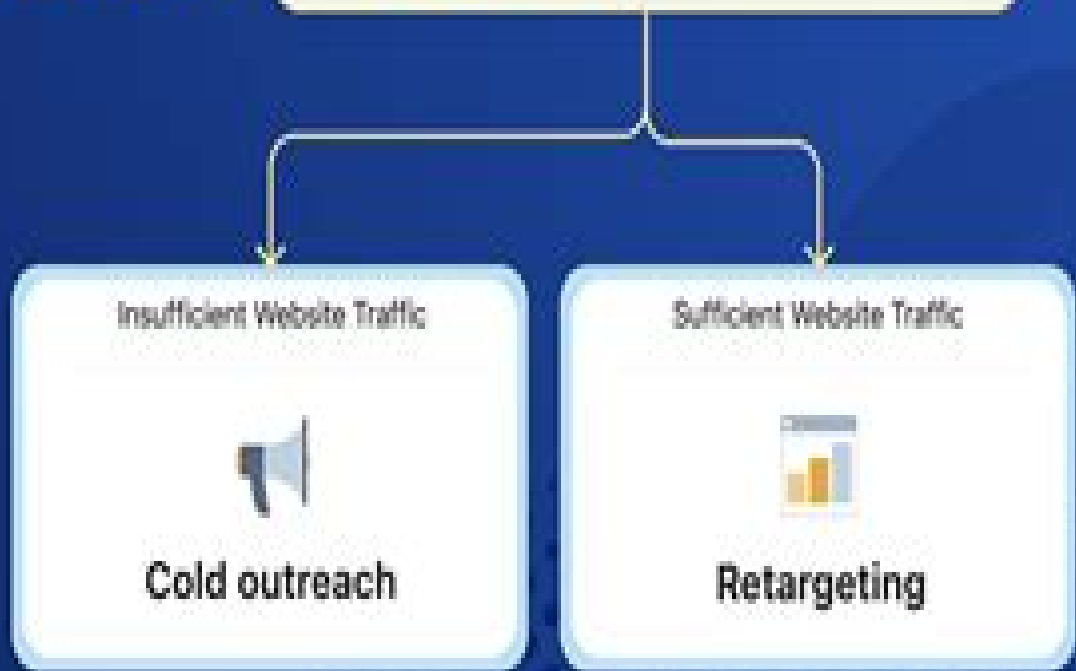 Insufficient Website Traffic
Sufficient Website Traffic
Cold outreach
Retargeting